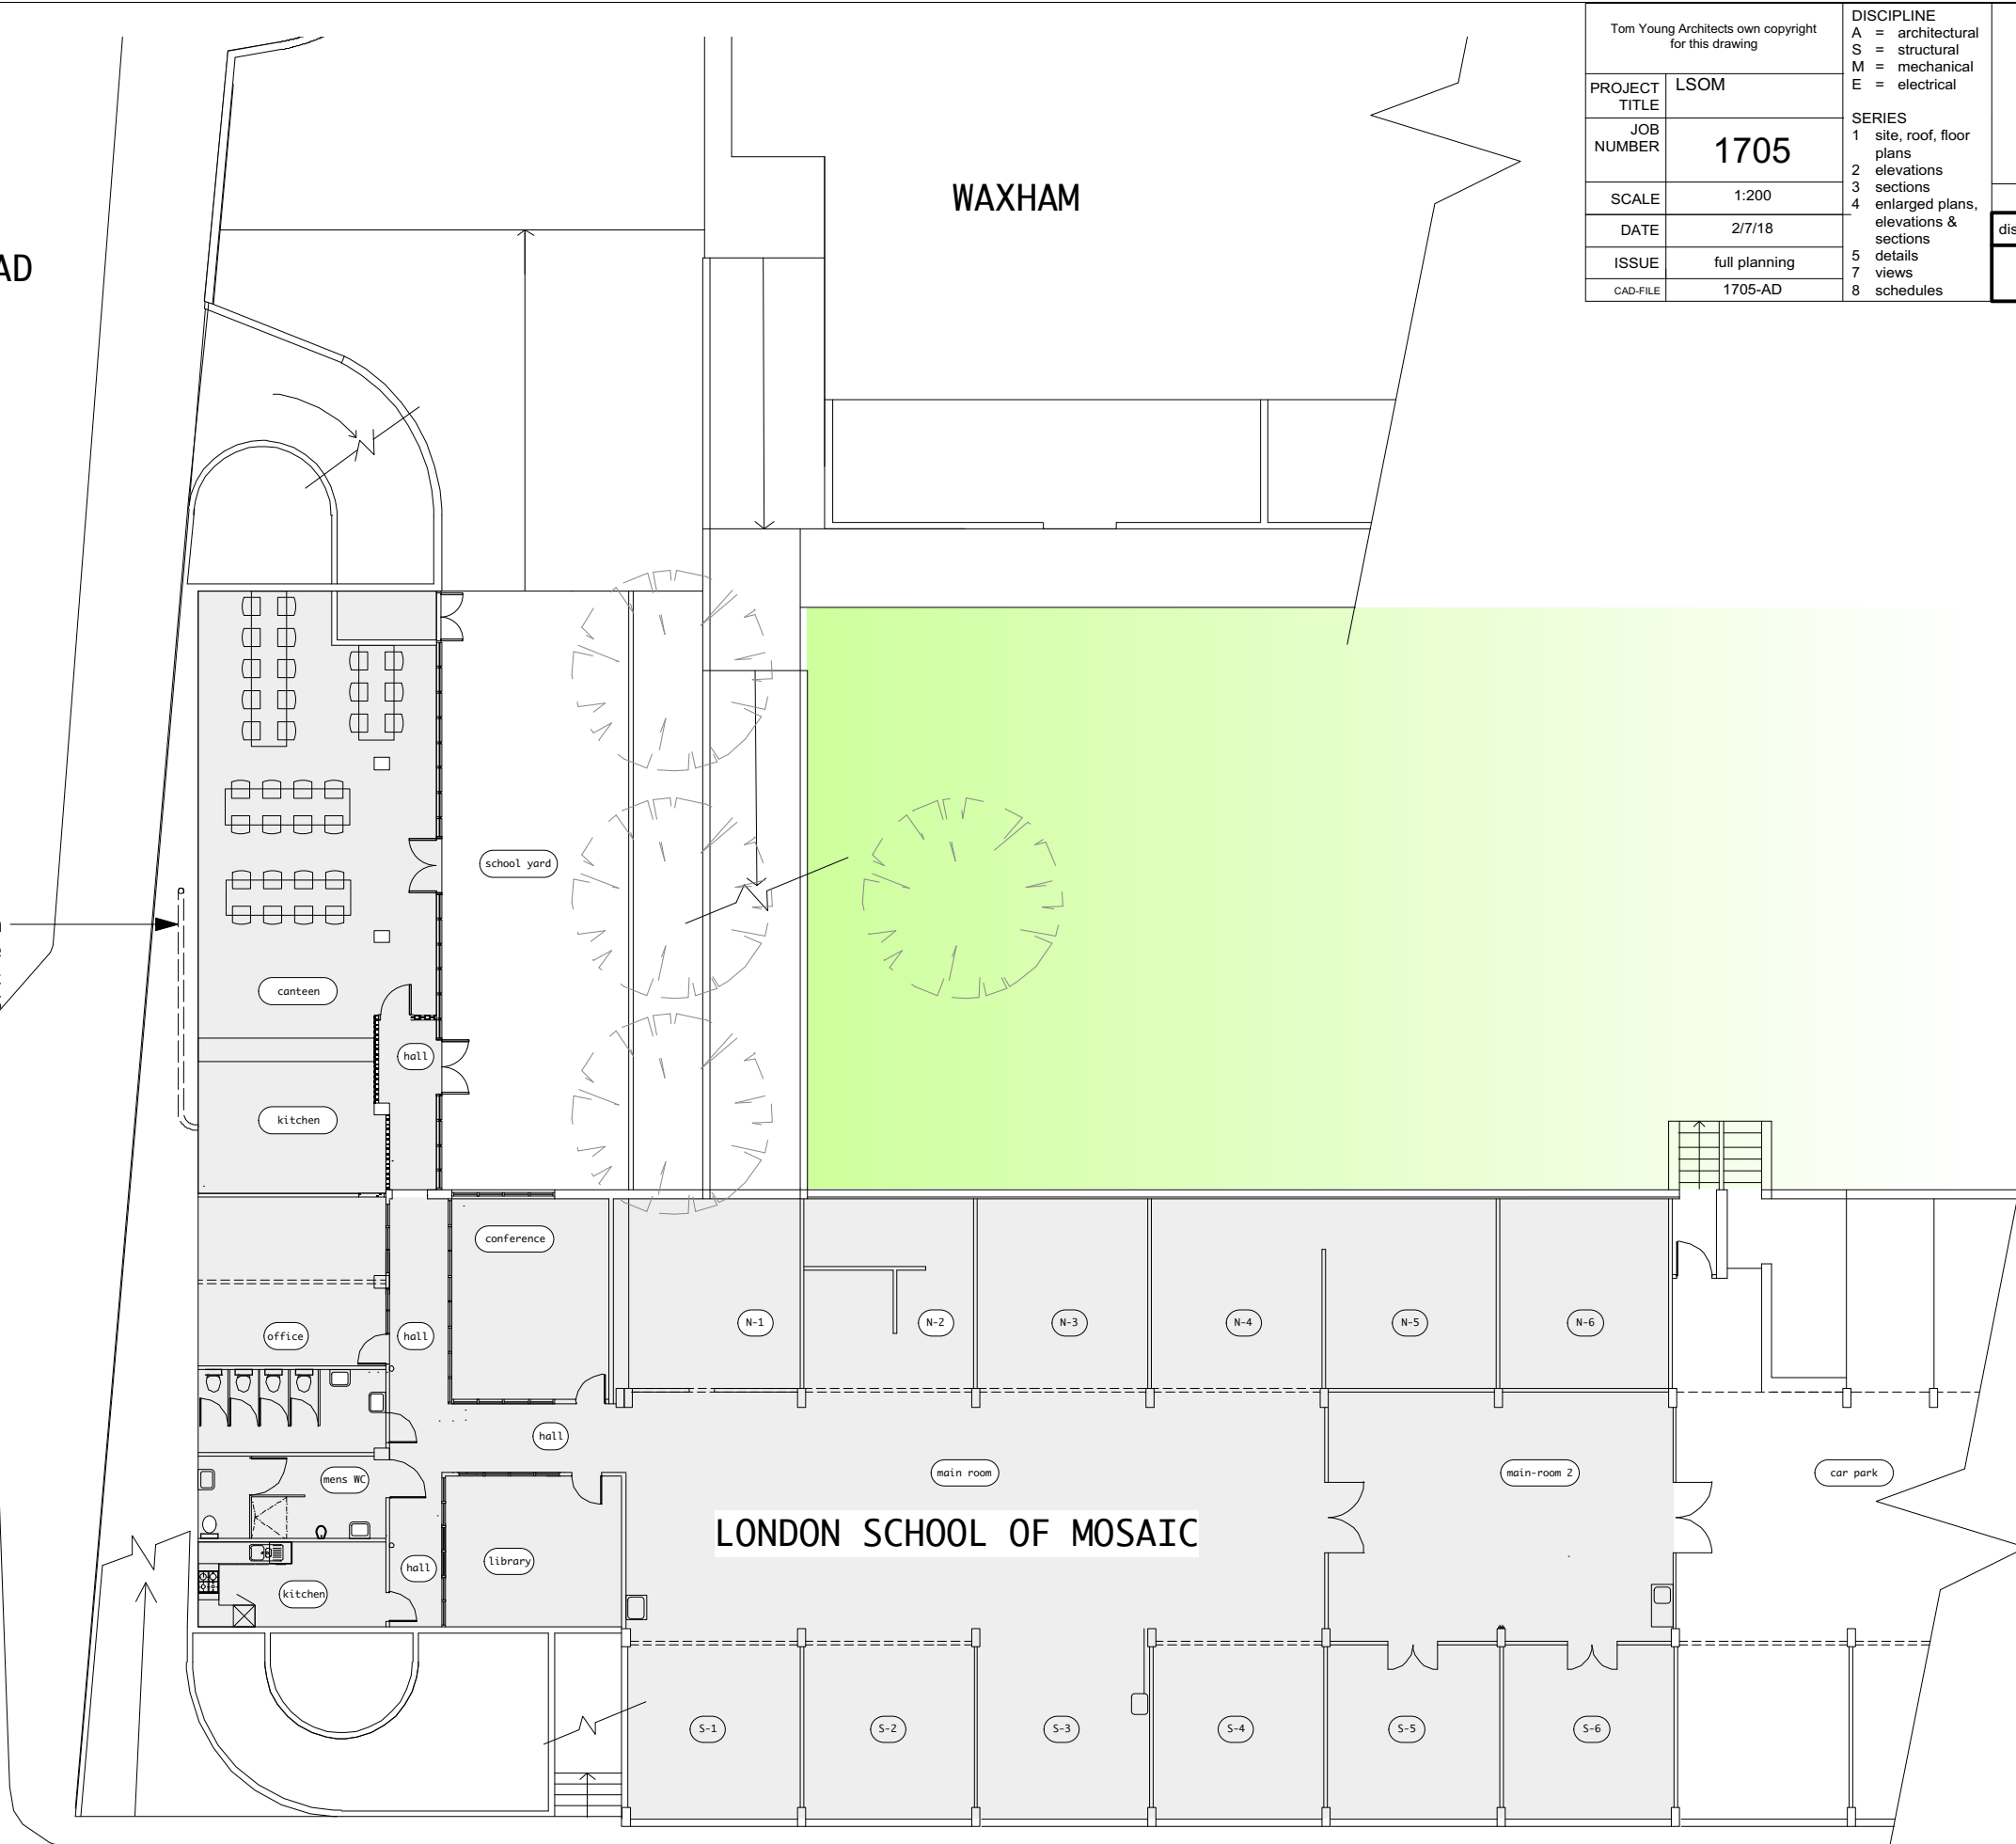 Tom Young Architects own copyright
for this drawing
PROJECT
TITLE
LSOM
JOB
NUMBER
1705
SCALE
1:200
DATE
2/7/18
ISSUE
full planning
CAD-FILE
1705-AD
DISCIPLINE
A = architectural
S = structural
M = mechanical
E = electrical
SERIES
1 site, roof, floor
plans
2 elevations
3 sections
4 enlarged plans,
elevations &
sections
5 details
7 views
8 schedules
dis
WAXHAM
AD
school yard
canteen
hall
kitchen
conference
office
hall
N-1
N-2
N-3
N-4
N-5
N-6
hall
mens WC
main room
main-room 2
car park
LONDON SCHOOL OF MOSAIC
library
hall
kitchen
S-1
S-2
S-3
S-4
S-5
S-6